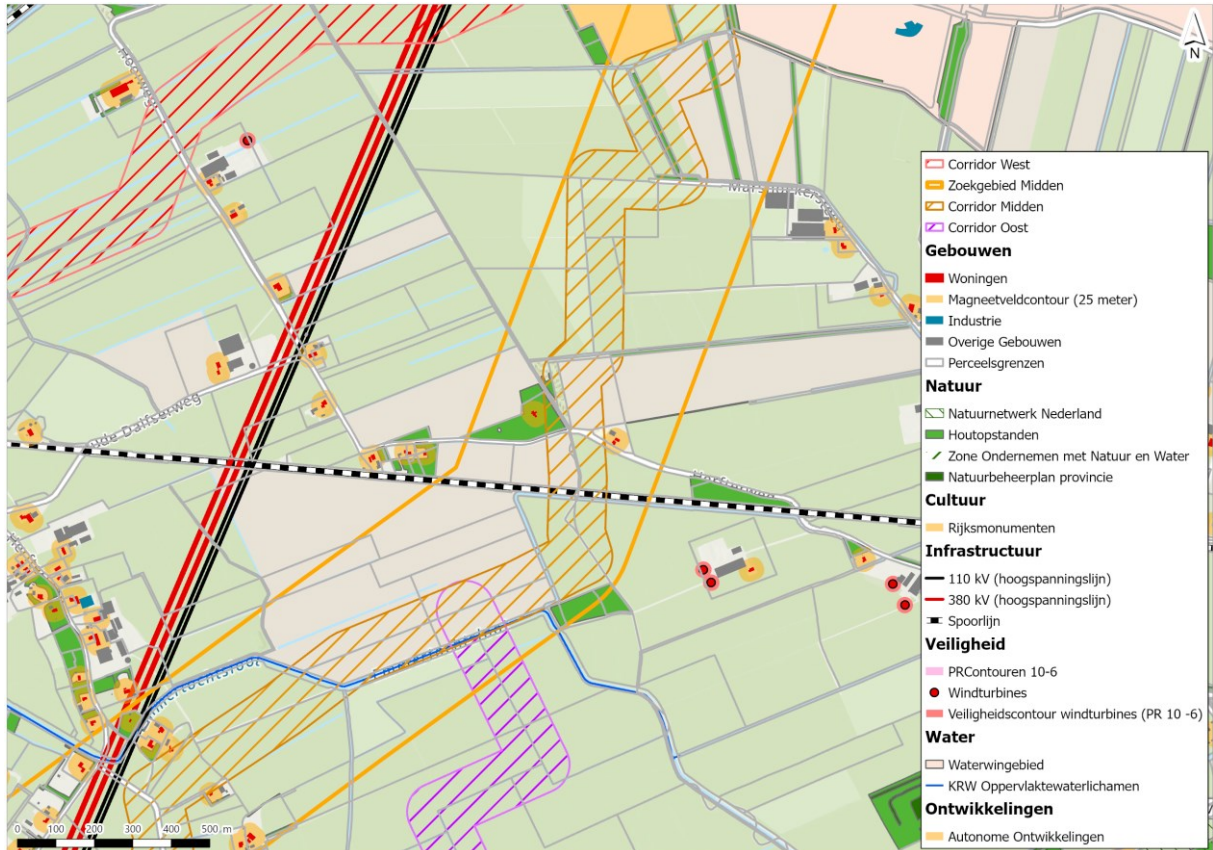 N
Hooiweg
Corridor West
Zoekgebied Midden
Corridor Midden
Corridor Oost
Gebouwen
Woningen
Magneetveldcontour (25 meter)
Industrie
Overige Gebouwen
Perceelsgrenzen
Natuur
Natuurnetwerk Nederland
Houtopstanden
Zone Ondernemen met Natuur en Water
Natuurbeheerplan provincie
Cultuur
Rijksmonumenten
Infrastructuur
110 kV (hoogspanningslijn)
380 kV (hoogspanningslijn)
Spoorlijn
Veiligheid
PRContouren 10-6
Windturbines
Veiligheidscontour windturbines (PR 10 -6)
Water
Waterwingebied
KRW Oppervlaktewaterlichamen
Ontwikkelingen
Autonome Ontwikkelingen
ude Dalfserweg
0 100 200 300 400 500 m